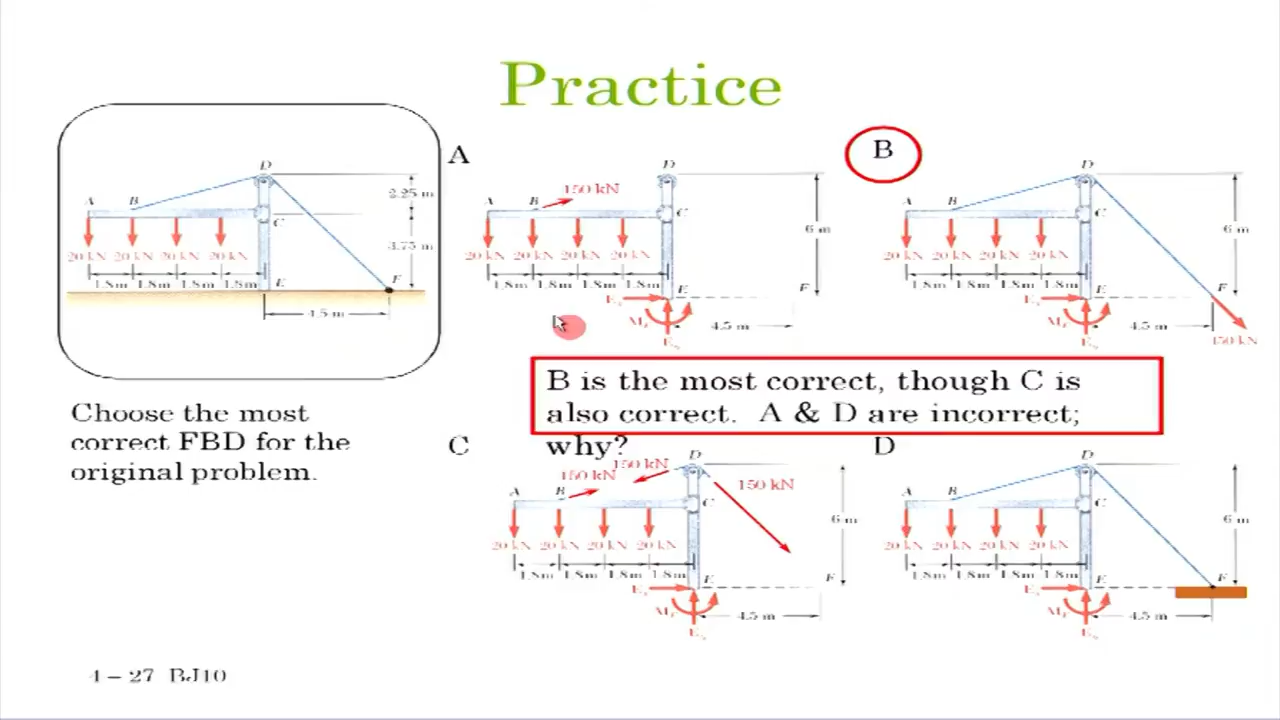 Practice
A
B
D
2.25 m
A
B
C
3.75 m
20 kN 20 kN 20 kN 20 kN
1.8m 1.8m 1.8m 1.8m
E
F
4.5 m
D
150 kN
A
B
C
6 m
20 kN 20 kN 20 kN 20 kN
1.8m 1.8m 1.8m 1.8m
E
F
4.5 m
D
A
B
C
6 m
20 kN 20 kN 20 kN 20 kN
1.8m 1.8m 1.8m 1.8m
E
F
4.5 m
150 kN
Choose the most
correct FBD for the
original problem.
B is the most correct, though C is
also correct. A & D are incorrect;
why?
C
D
D
150 kN
150 kN
150 kN
A
B
C
6 m
20 kN 20 kN 20 kN 20 kN
1.8m 1.8m 1.8m 1.8m
E
F
4.5 m
D
A
B
C
6 m
20 kN 20 kN 20 kN 20 kN
1.8m 1.8m 1.8m 1.8m
E
F
4.5 m
4 – 27 BJ10